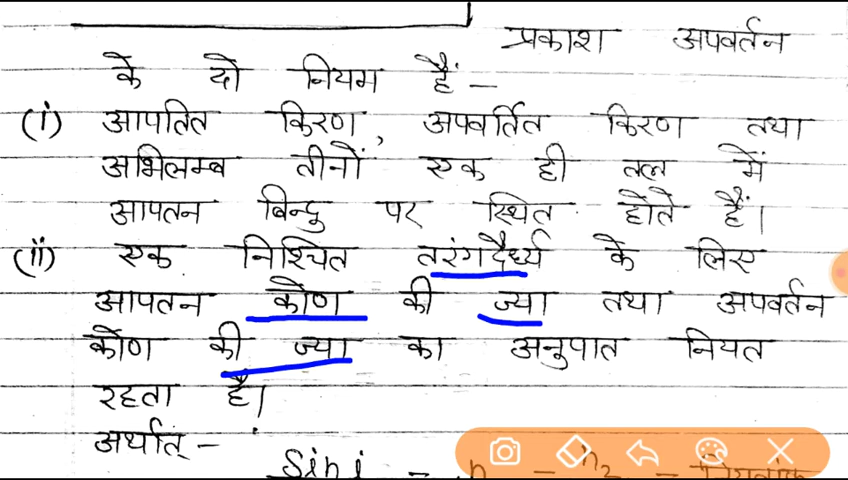 प्रकाश अपवर्तन
के दो नियम हैं -
(i) आपतित किरण, अपवर्तित किरण तथा
अभिलम्ब तीनों एक ही तल में
आपतन बिन्दु पर स्थित होते हैं।
(ii) एक निश्चित तरंगदैर्ध्य के लिए
आपतन कोण की ज्या तथा अपवर्तन
कोण की ज्या का अनुपात नियत
रहता है।
अर्थात् -
Sin i